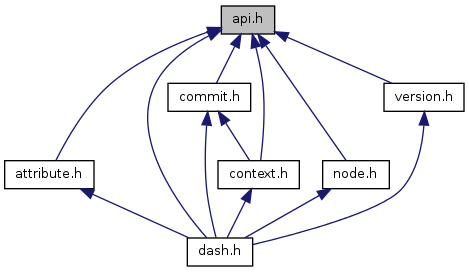 api.h
commit.h
version.h
attribute.h
context.h
node.h
dash.h